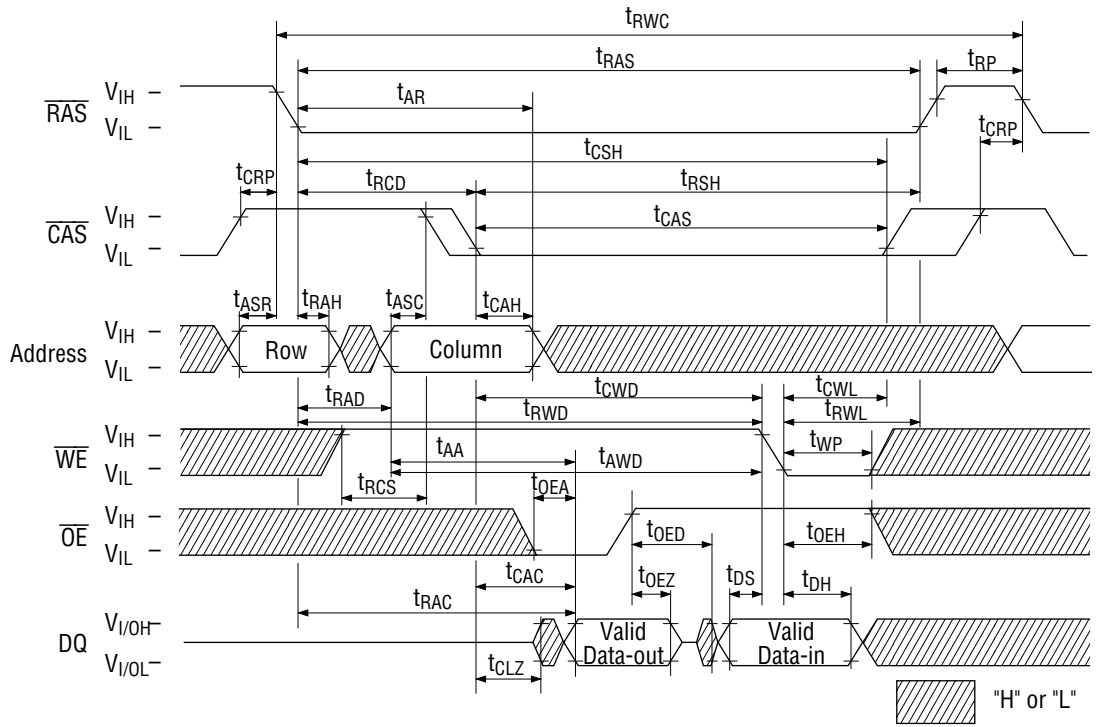 tRWC
tRAS
tRP
tAR
RAS
VIH –
VIL –
tCRP
tCSH
tCRP
tRCD
tRSH
CAS
VIH –
VIL –
tCAS
tASR
tRAH
tASC
tCAH
Address
VIH –
VIL –
Row
Column
tCWD
tCWL
tRAD
tRWD
tRWL
WE
VIH –
VIL –
tAA
tAWD
tWP
tRCS
tOEA
OE
VIH –
VIL –
tOED
tOEH
tCAC
tOEZ
tDS
tDH
tRAC
DQ
VI/OH –
VI/OL –
Valid
Data-out
Valid
Data-in
tCLZ
"H" or "L"